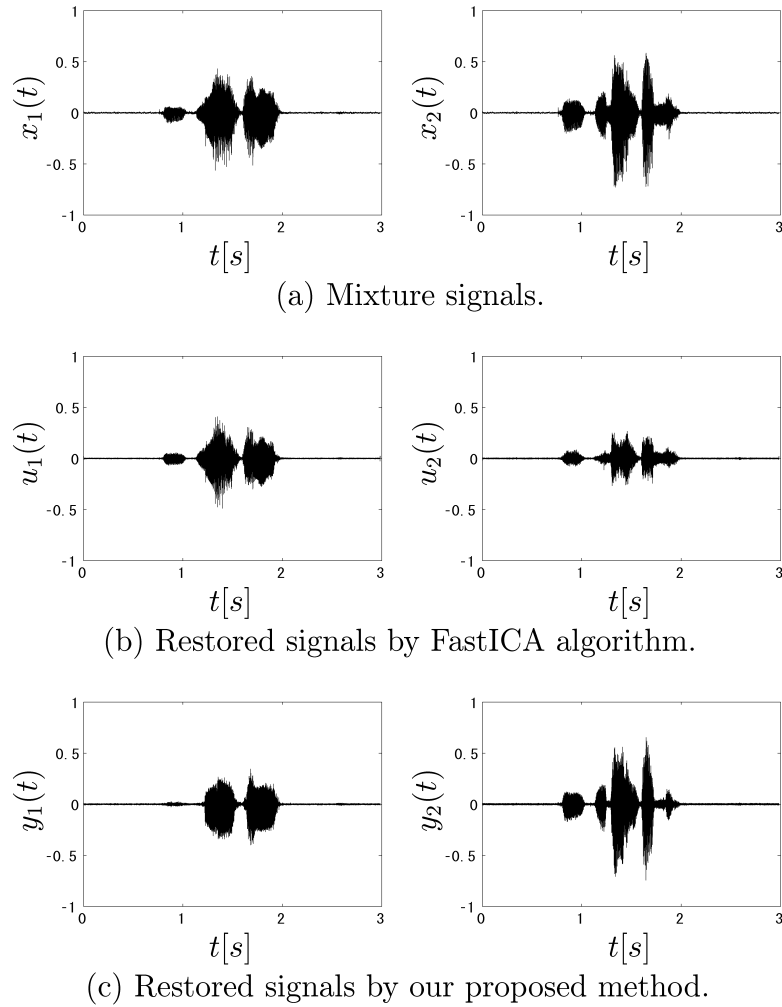 1
0.5
0
-0.5
-1
x₁(t)
0 1 2 3
t[s]
1
0.5
0
-0.5
-1
x₂(t)
0 1 2 3
t[s]
(a) Mixture signals.
1
0.5
0
-0.5
-1
u₁(t)
0 1 2 3
t[s]
1
0.5
0
-0.5
-1
u₂(t)
0 1 2 3
t[s]
(b) Restored signals by FastICA algorithm.
1
0.5
0
-0.5
-1
y₁(t)
0 1 2 3
t[s]
1
0.5
0
-0.5
-1
y₂(t)
0 1 2 3
t[s]
(c) Restored signals by our proposed method.